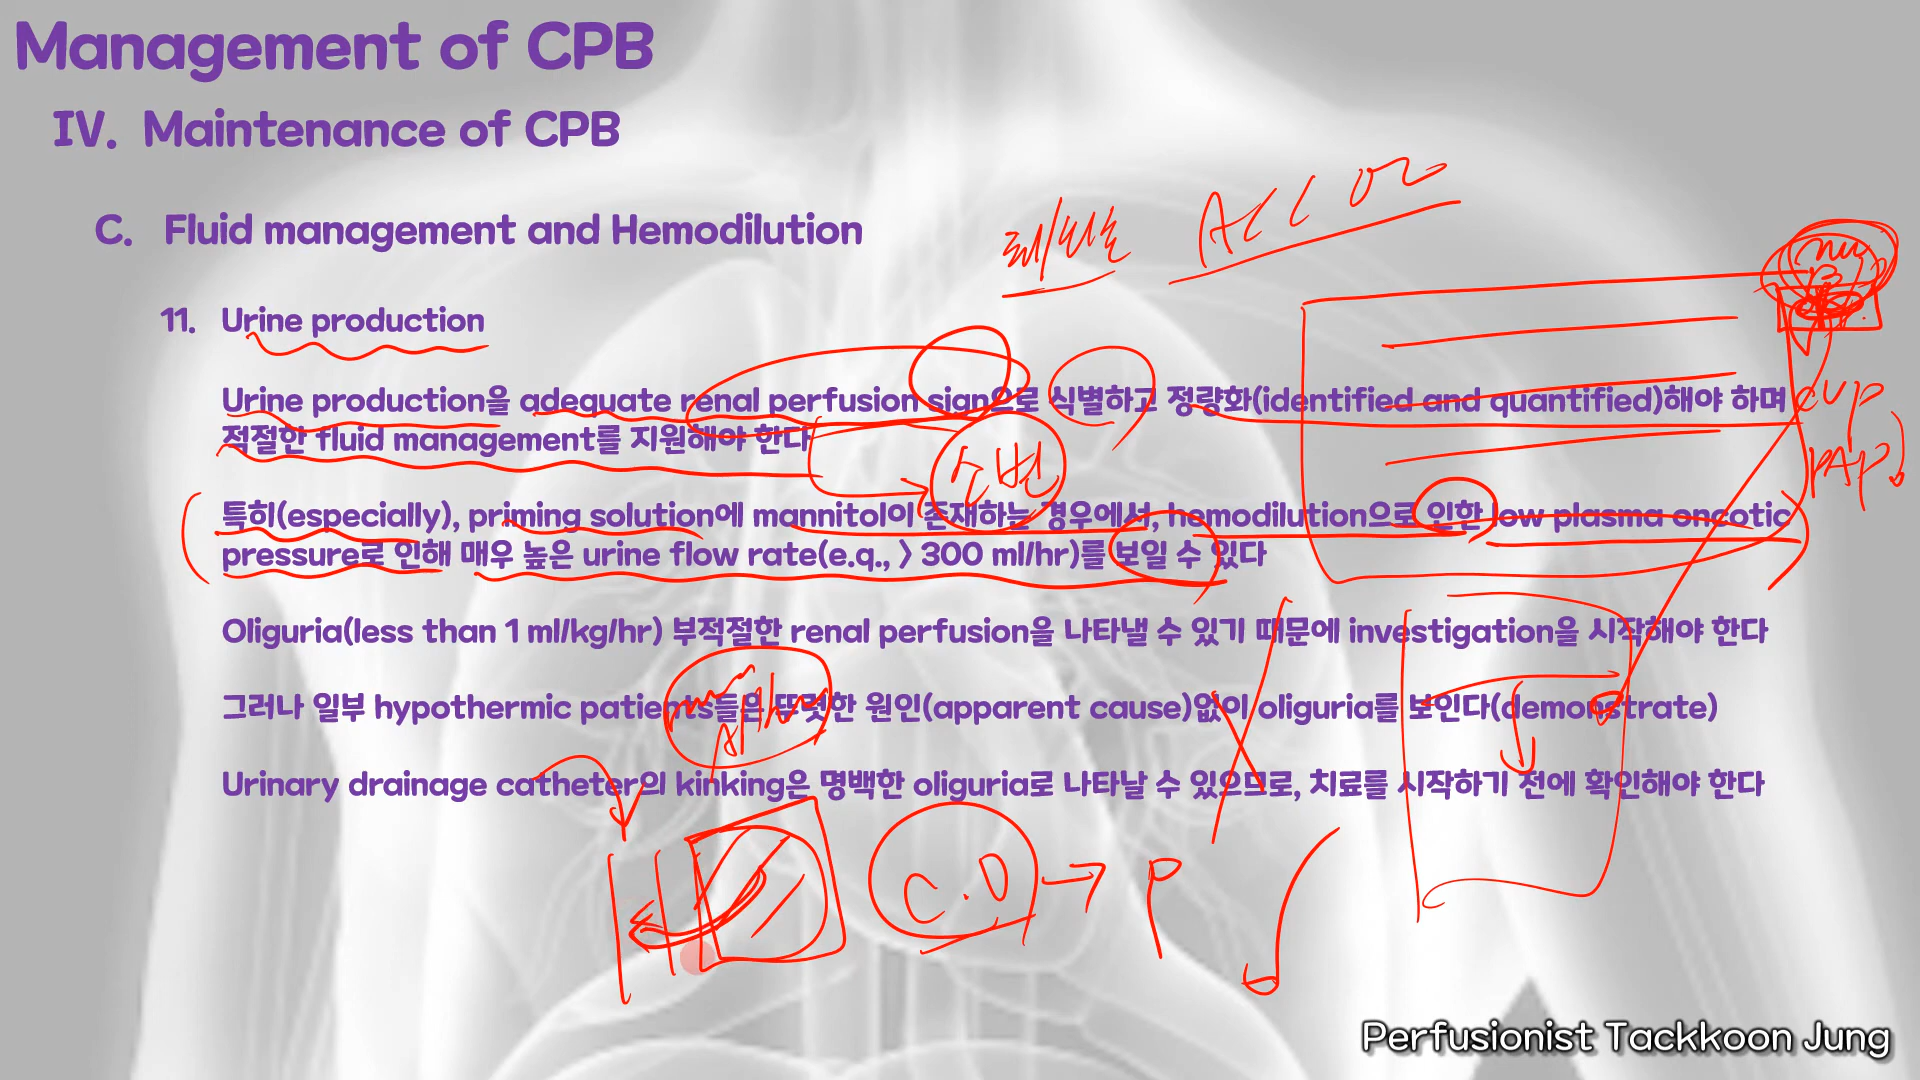 Management of CPB
IV. Maintenance of CPB
C. Fluid management and Hemodilution
11. Urine production
Urine production을 adequate renal perfusion sign으로 식별하고 정량화(identified and quantified)해야 하며
적절한 fluid management를 지원해야 한다
특히(especially), priming solution에 mannitol이 존재하는 경우에서, hemodilution으로 인한 low plasma oncotic
pressure로 인해 매우 높은 urine flow rate(e.q., > 300 ml/hr)를 보일 수 있다
Oliguria(less than 1 ml/kg/hr) 부적절한 renal perfusion을 나타낼 수 있기 때문에 investigation을 시작해야 한다
그러나 일부 hypothermic patients들은 뚜렷한 원인(apparent cause)없이 oliguria를 보인다(demonstrate)
Urinary drainage catheter의 kinking은 명백한 oliguria로 나타날 수 있으므로, 치료를 시작하기 전에 확인해야 한다
소변
CVP
PAP
C.O → P
Perfusionist Tackkoon Jung